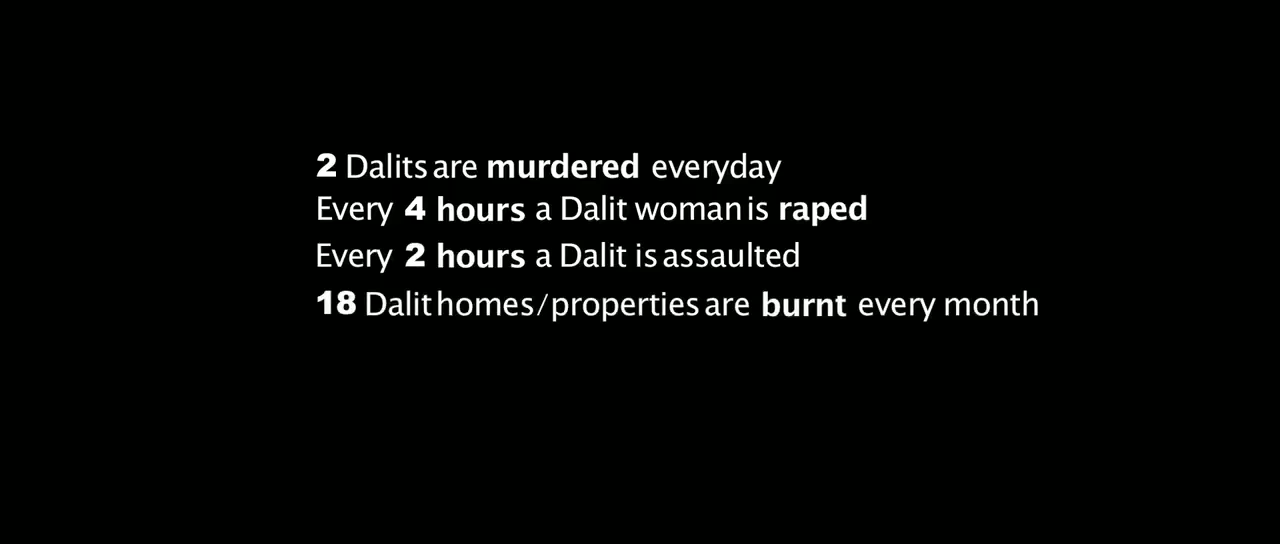 2 Dalits are murdered everyday
Every 4 hours a Dalit woman is raped
Every 2 hours a Dalit is assaulted
18 Dalit homes/properties are burnt every month